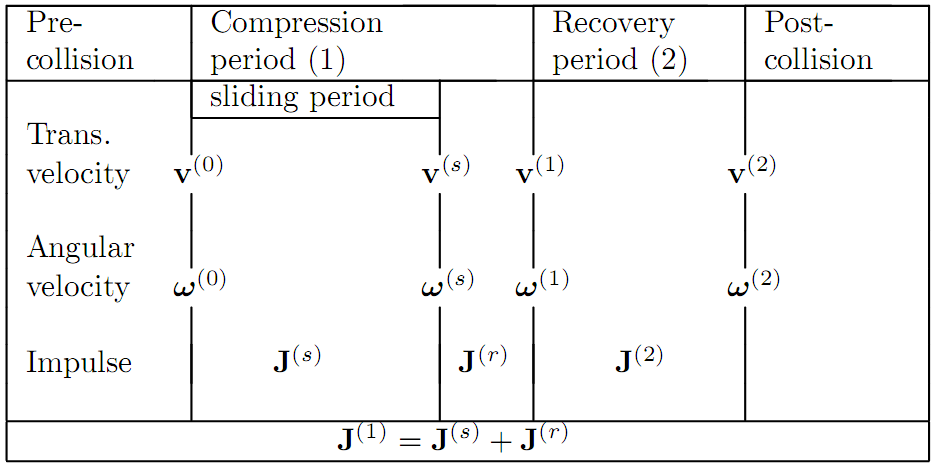 Pre- Compression Recovery Post-
collision period (1) period (2) collision
sliding period
Trans.
velocity v⁽⁰⁾ v⁽ˢ⁾ v⁽¹⁾ v⁽²⁾
Angular
velocity ω⁽⁰⁾ ω⁽ˢ⁾ ω⁽¹⁾ ω⁽²⁾
Impulse J⁽ˢ⁾ J⁽ʳ⁾ J⁽²⁾
J⁽¹⁾ = J⁽ˢ⁾ + J⁽ʳ⁾